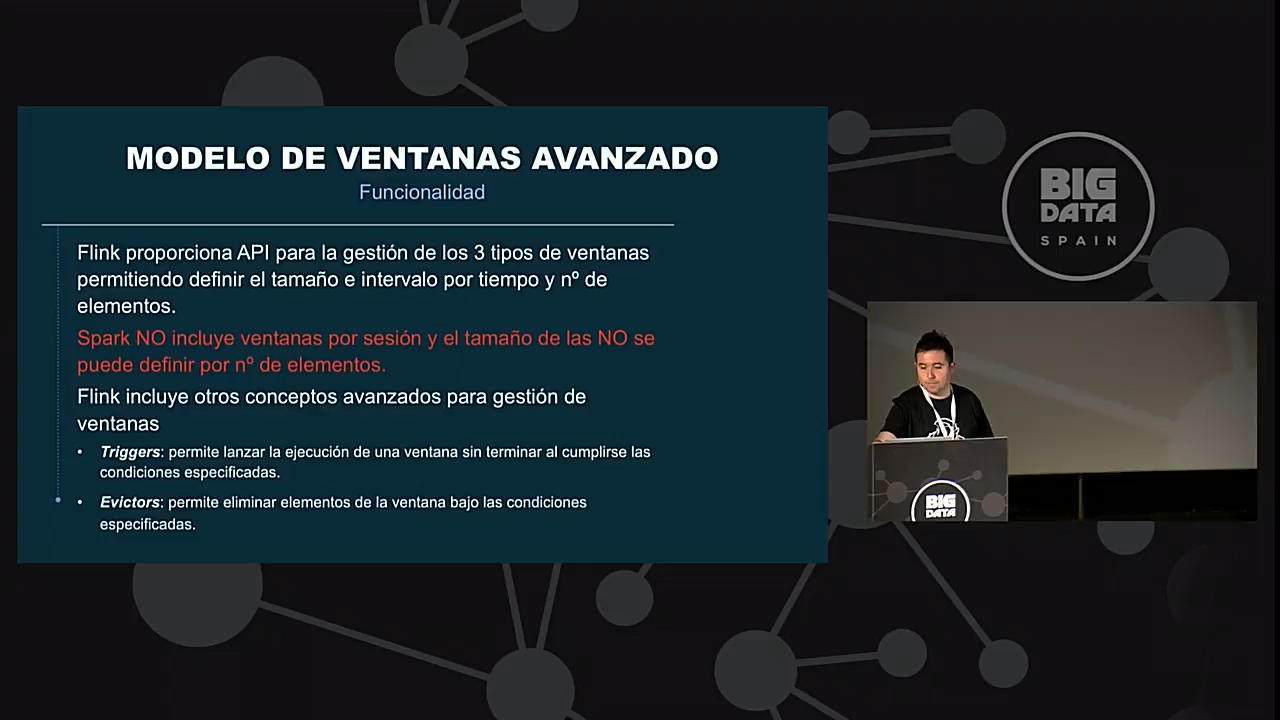 MODELO DE VENTANAS AVANZADO
Funcionalidad
Flink proporciona API para la gestión de los 3 tipos de ventanas
permitiendo definir el tamaño e intervalo por tiempo y nº de
elementos.
Spark NO incluye ventanas por sesión y el tamaño de las NO se
puede definir por nº de elementos.
Flink incluye otros conceptos avanzados para gestión de
ventanas
• Triggers: permite lanzar la ejecución de una ventana sin terminar al cumplirse las
condiciones especificadas.
• Evictors: permite eliminar elementos de la ventana bajo las condiciones
especificadas.
BIG
DATA
SPAIN
BIG
DATA